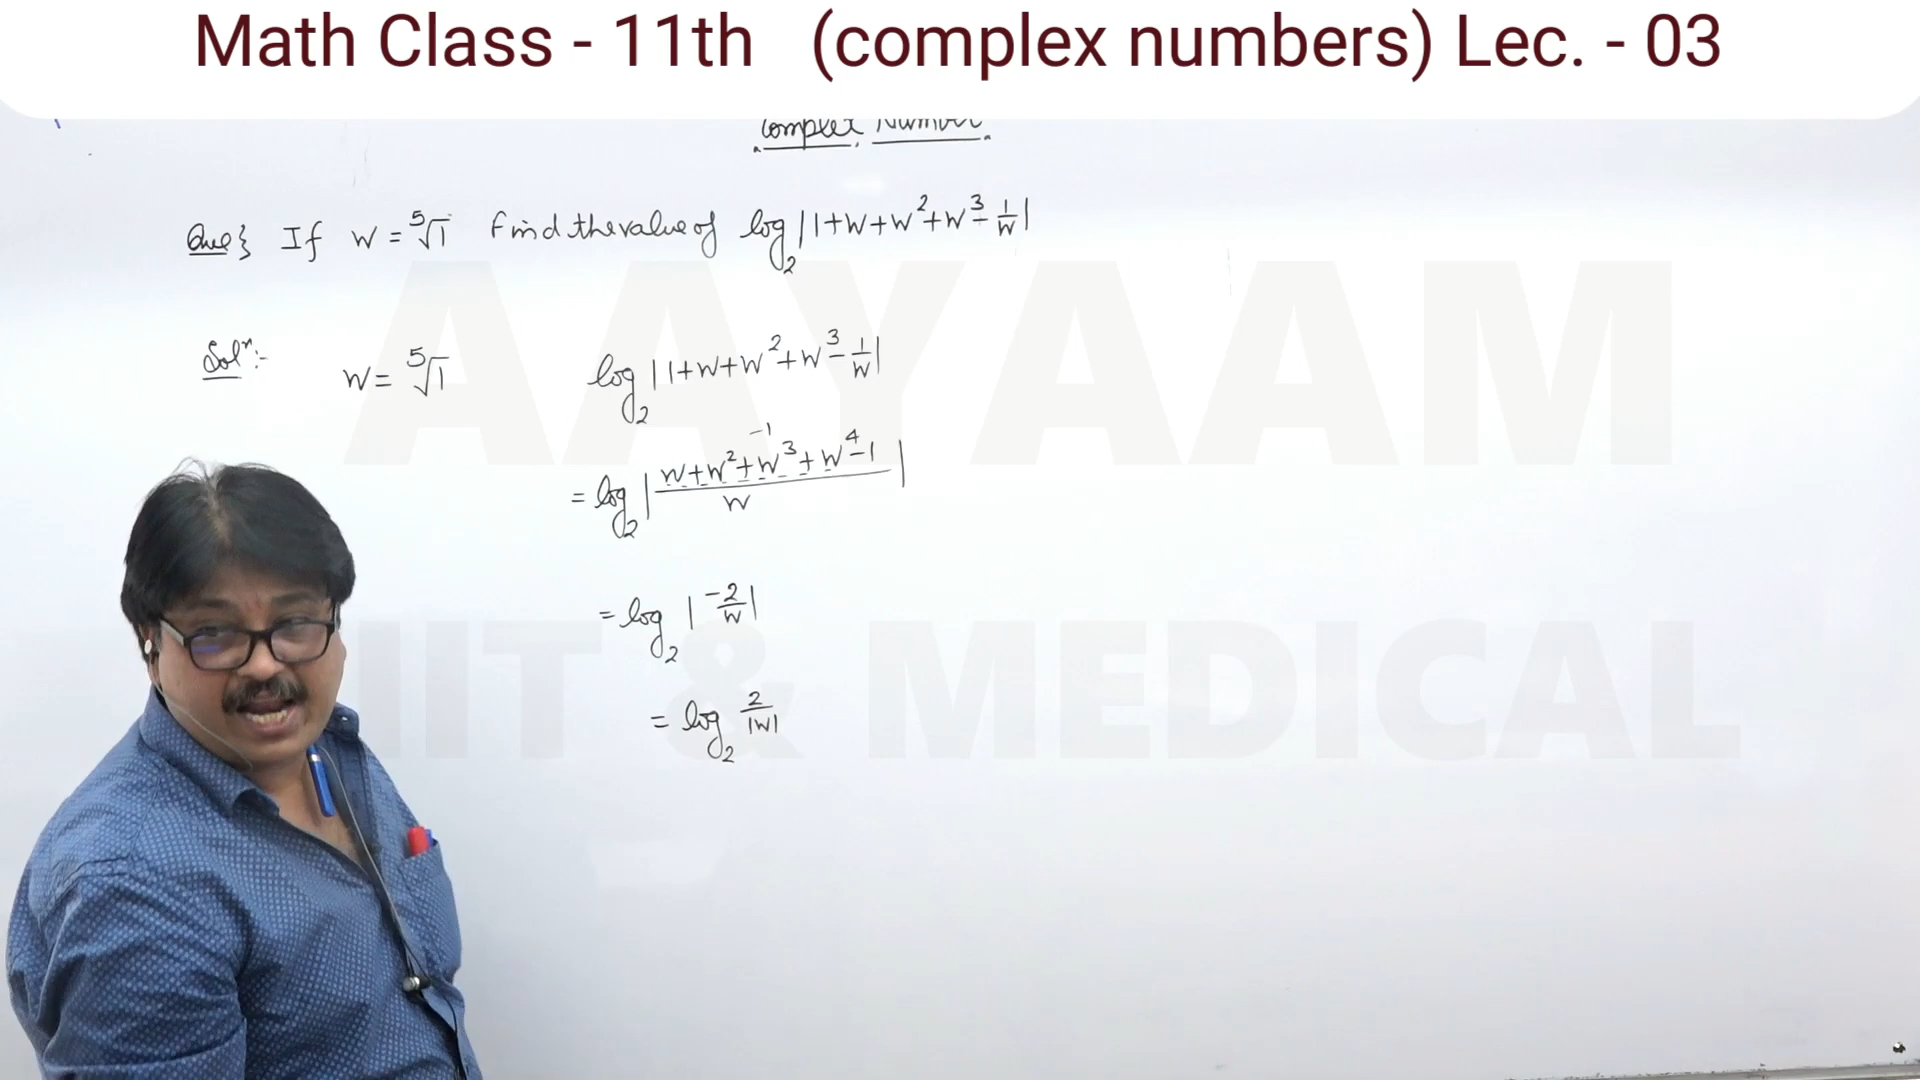 Math Class - 11th (complex numbers) Lec. - 03
Complex Number
Que} If w = ⁵√1 Find the value of log₂|1+w+w²+w³-1/w|
Solⁿ:- w = ⁵√1 log₂|1+w+w²+w³-1/w|
-1
= log₂|(w+w²+w³+w⁴-1)/w|
= log₂|-2/w|
= log₂ 2/|w|
AAYAAM
IIT & MEDICAL